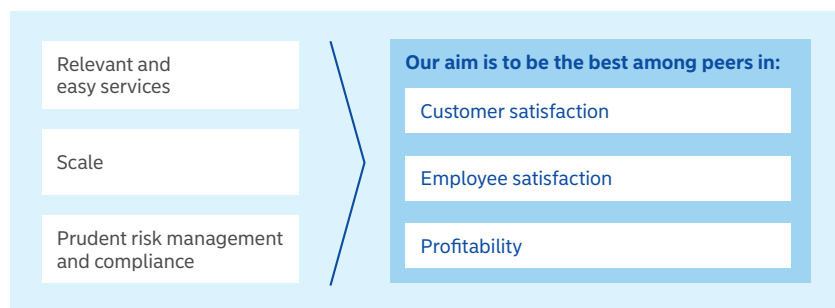 Relevant and
easy services
Scale
Prudent risk management
and compliance
Our aim is to be the best among peers in:
Customer satisfaction
Employee satisfaction
Profitability